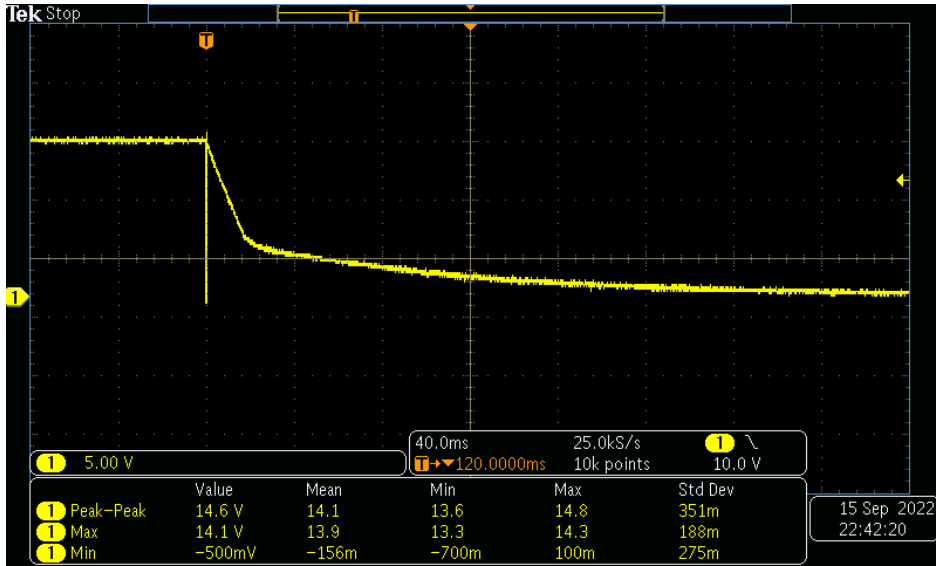 Tek Stop
T
T
1
40.0ms 25.0kS/s 1
T→▼120.0000ms 10k points 10.0 V
1 5.00 V
Value Mean Min Max Std Dev
1 Peak-Peak 14.6 V 14.1 13.6 14.8 351m
1 Max 14.1 V 13.9 13.3 14.3 188m
1 Min -500mV -156m -700m 100m 275m
15 Sep 2022
22:42:20